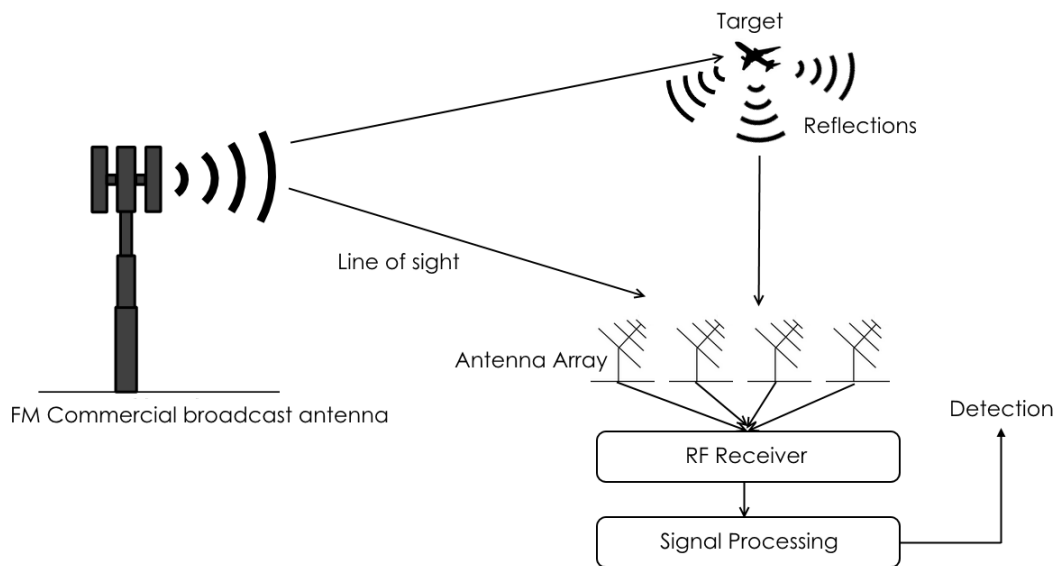 Target
Reflections
Line of sight
Antenna Array
FM Commercial broadcast antenna
Detection
RF Receiver
Signal Processing